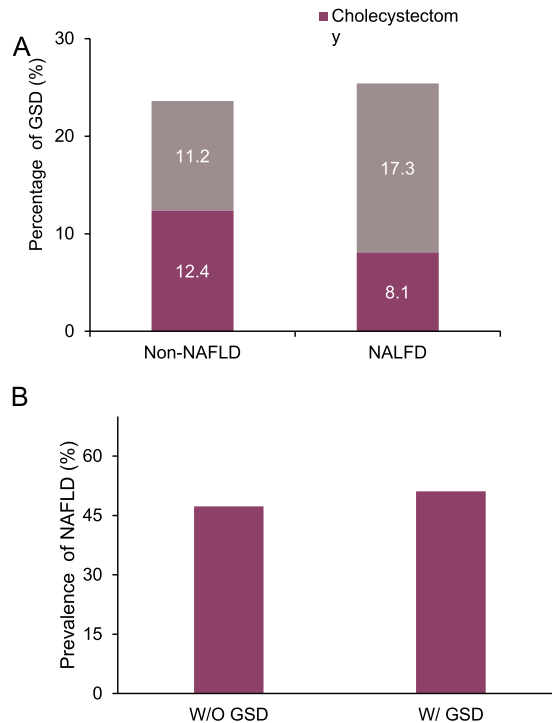 Cholecystectom
y
A
Percentage of GSD (%)
30
20
10
0
11.2
12.4
17.3
8.1
Non-NAFLD
NALFD
B
Prevalence of NAFLD (%)
60
45
30
15
0
W/O GSD
W/ GSD